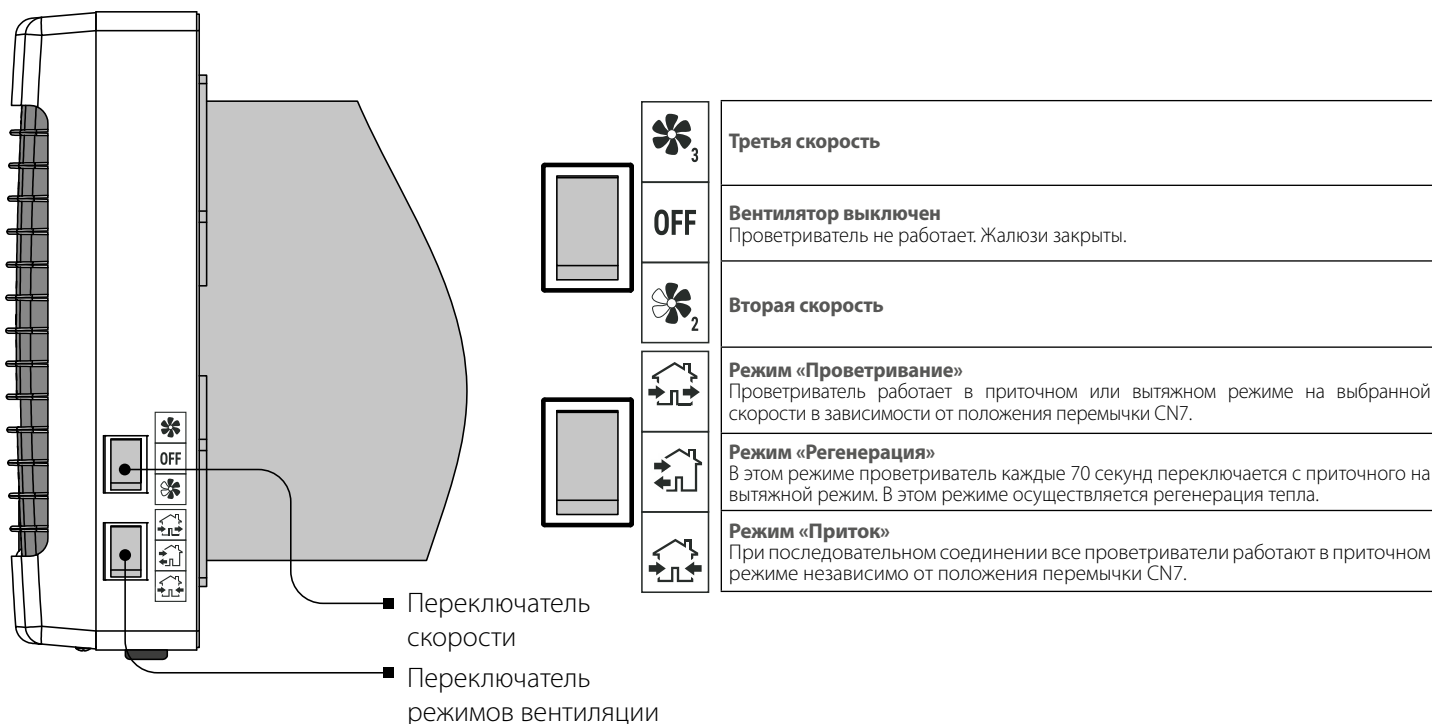 3
Третья скорость
OFF
Вентилятор выключен
Проветриватель не работает. Жалюзи закрыты.
2
Вторая скорость
Режим «Проветривание»
Проветриватель работает в приточном или вытяжном режиме на выбранной
скорости в зависимости от положения перемычки CN7.
Режим «Регенерация»
В этом режиме проветриватель каждые 70 секунд переключается с приточного на
вытяжной режим. В этом режиме осуществляется регенерация тепла.
Режим «Приток»
При последовательном соединении все проветриватели работают в приточном
режиме независимо от положения перемычки CN7.
OFF
Переключатель
скорости
Переключатель
режимов вентиляции